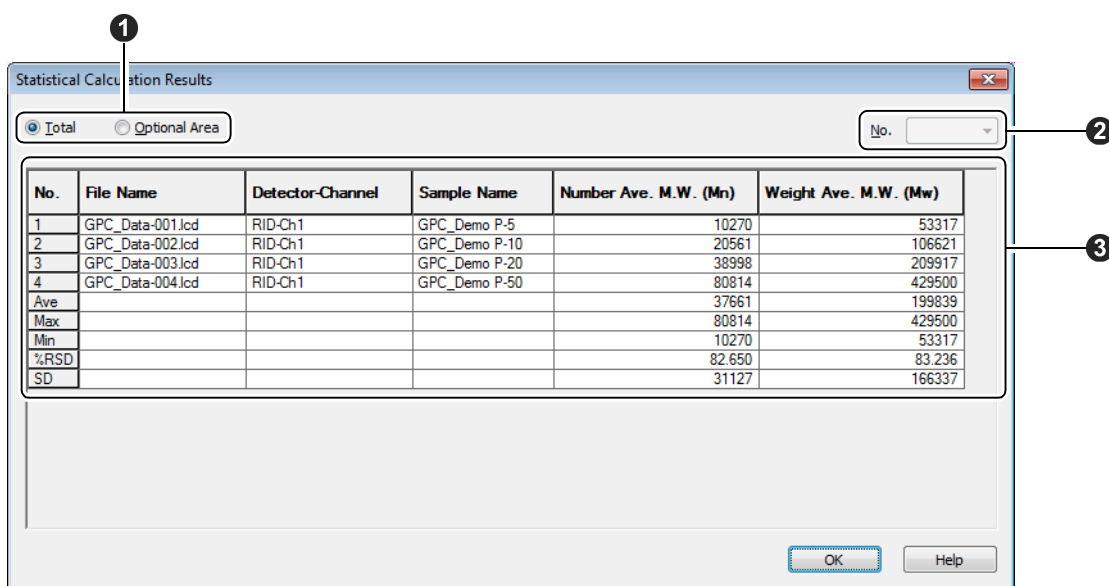 1
Statistical Calculation Results
Total Optional Area
No.
2
No. File Name Detector-Channel Sample Name Number Ave. M.W. (Mn) Weight Ave. M.W. (Mw)
1 GPC_Data-001.lcd RID-Ch1 GPC_Demo P-5 10270 53317
2 GPC_Data-002.lcd RID-Ch1 GPC_Demo P-10 20561 106621
3 GPC_Data-003.lcd RID-Ch1 GPC_Demo P-20 38998 209917
3
4 GPC_Data-004.lcd RID-Ch1 GPC_Demo P-50 80814 429500
Ave 37661 199839
Max 80814 429500
Min 10270 53317
%RSD 82.650 83.236
SD 31127 166337
OK Help